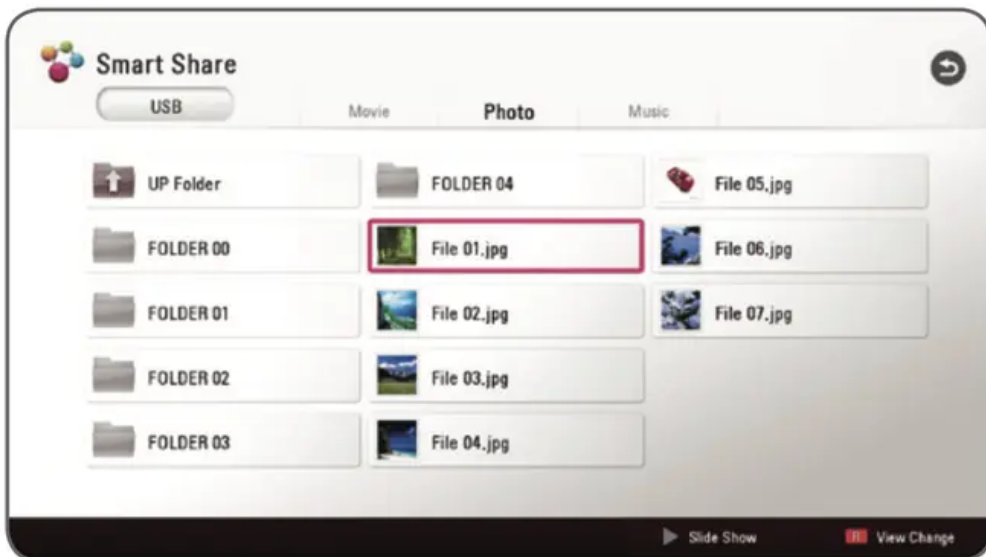 Smart Share
USB
Movie
Photo
Music
UP Folder
FOLDER 04
File 05.jpg
FOLDER 00
File 01.jpg
File 06.jpg
FOLDER 01
File 02.jpg
File 07.jpg
FOLDER 02
File 03.jpg
FOLDER 03
File 04.jpg
Slide Show
View Change